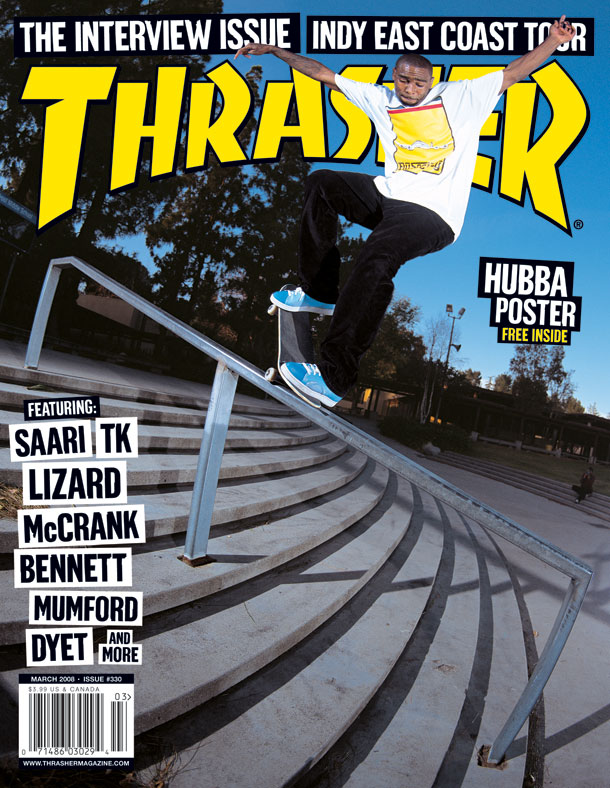 THE INTERVIEW ISSUE
INDY EAST COAST TOUR
THRASHER
®
HUBBA
POSTER
FREE INSIDE
FEATURING:
SAARI TK
LIZARD
McCRANK
BENNETT
MUMFORD
DYET AND
MORE
MARCH 2008 • ISSUE #330
$3.99 US & CANADA
03>
0 71486 03029 4
WWW.THRASHERMAGAZINE.COM